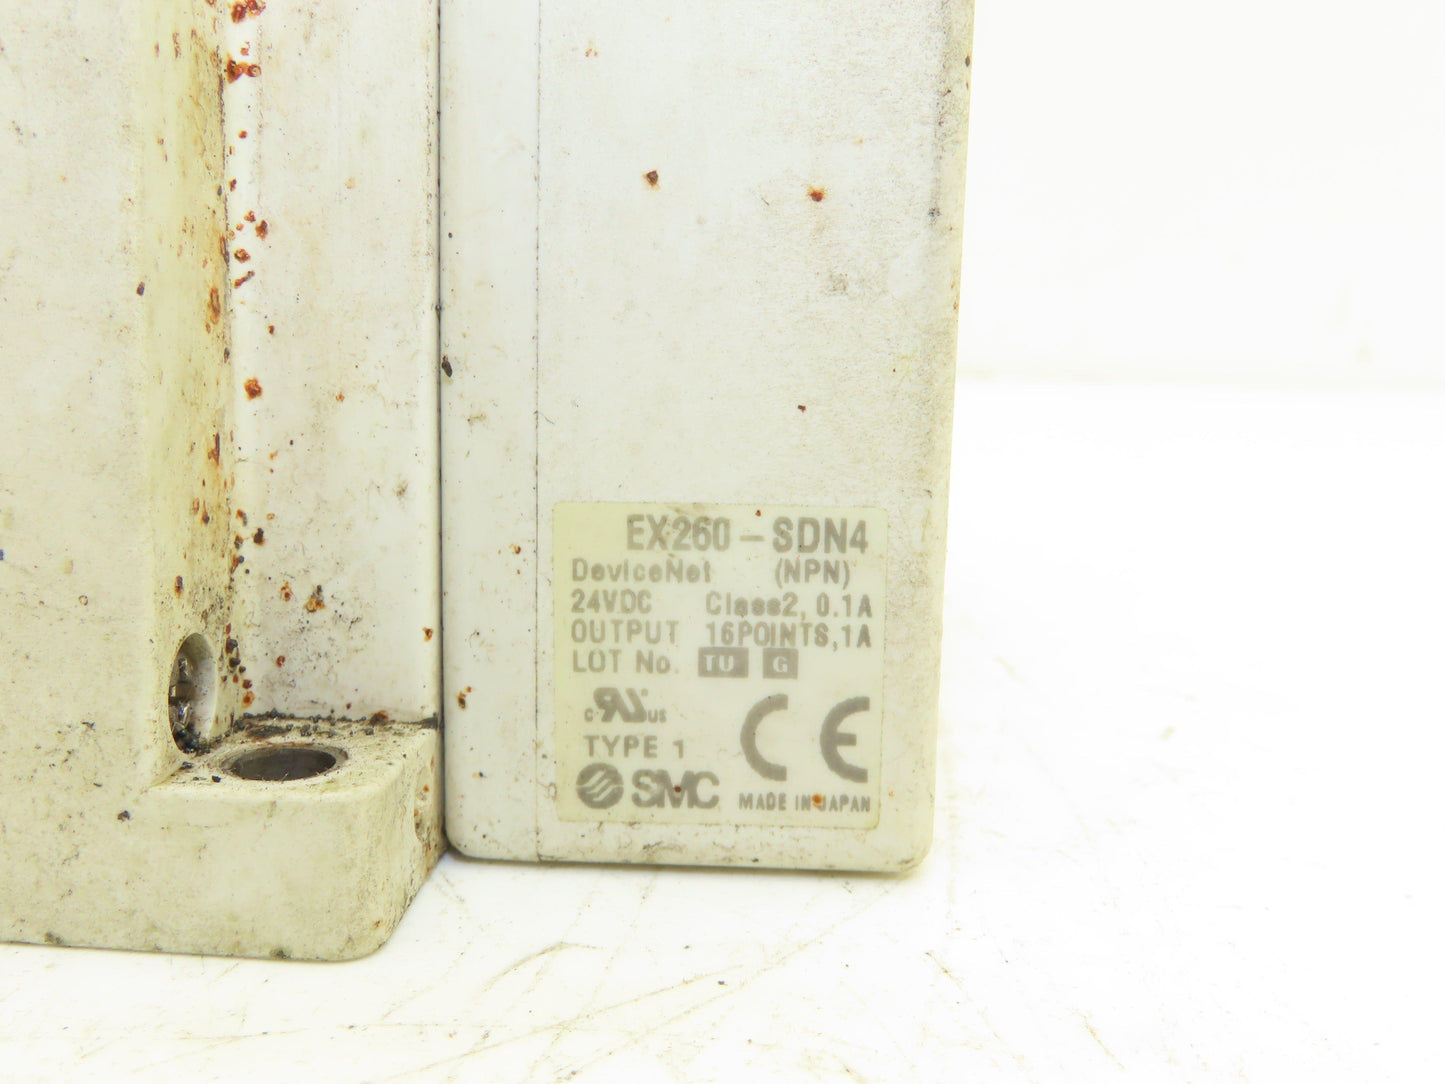 EX260-SDN4
DeviceNet (NPN)
24VDC Class2, 0.1A
OUTPUT 16POINTS, 1A
LOT No. TU G
c RU US
TYPE 1
CE
SMC MADE IN JAPAN